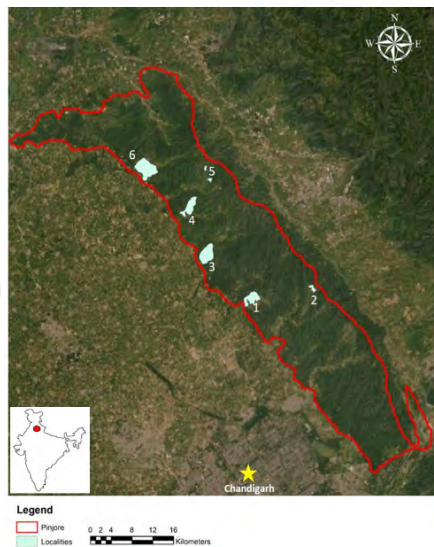 N
W E
S
6
5
4
3
2
1
Chandigarh
Legend
Pinjore
Localities
0 2 4 8 12 16
Kilometers